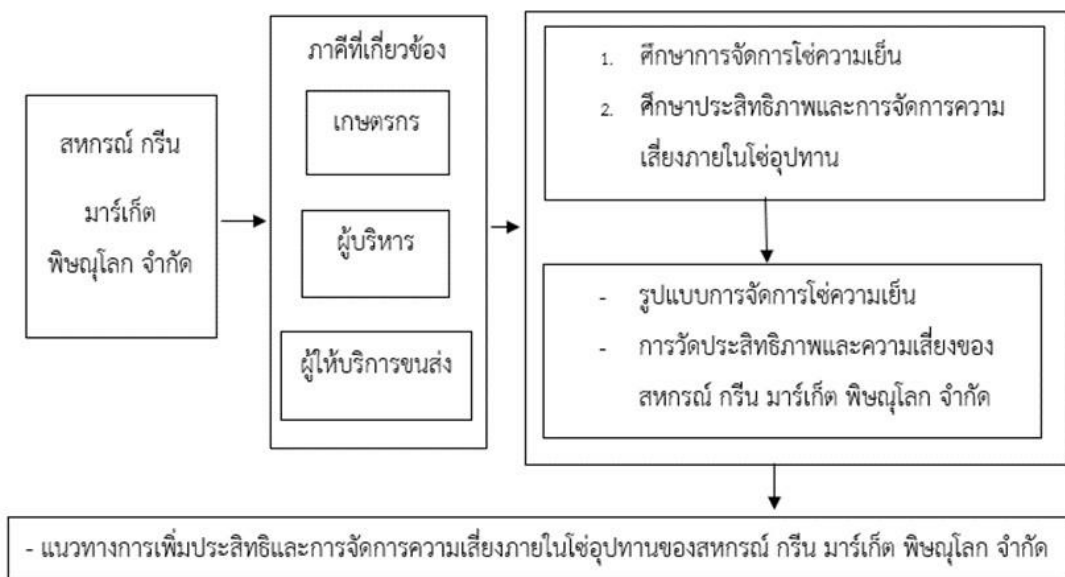 สหกรณ์ กรีน
มาร์เก็ต
พิษณุโลก จำกัด
ภาคีที่เกี่ยวข้อง
เกษตรกร
ผู้บริหาร
ผู้ให้บริการขนส่ง
1. ศึกษาการจัดการโซ่ความเย็น
2. ศึกษาประสิทธิภาพและการจัดการความ
เสี่ยงภายในโซ่อุปทาน
- รูปแบบการจัดการโซ่ความเย็น
- การวัดประสิทธิภาพและความเสี่ยงของ
สหกรณ์ กรีน มาร์เก็ต พิษณุโลก จำกัด
- แนวทางการเพิ่มประสิทธิและการจัดการความเสี่ยงภายในโซ่อุปทานของสหกรณ์ กรีน มาร์เก็ต พิษณุโลก จำกัด